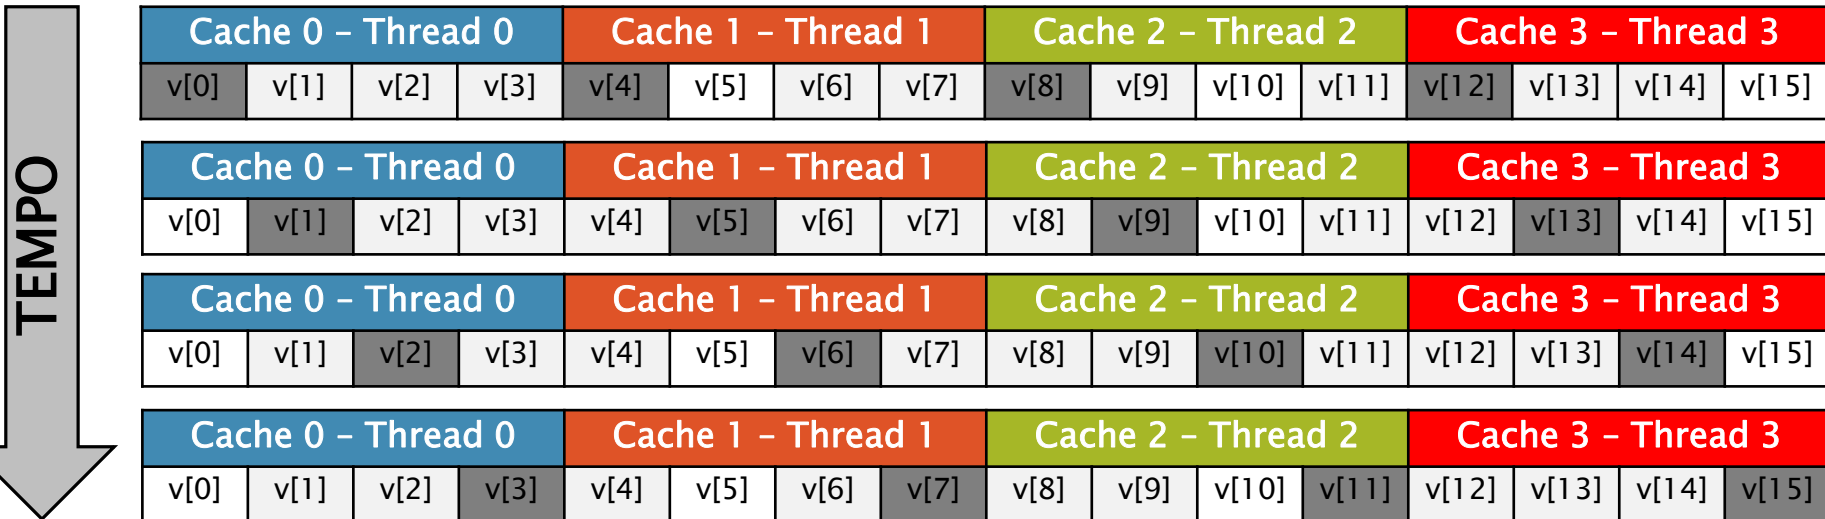 TEMPO
Cache 0 – Thread 0 Cache 1 – Thread 1 Cache 2 – Thread 2 Cache 3 – Thread 3
v[0] v[1] v[2] v[3] v[4] v[5] v[6] v[7] v[8] v[9] v[10] v[11] v[12] v[13] v[14] v[15]
Cache 0 – Thread 0 Cache 1 – Thread 1 Cache 2 – Thread 2 Cache 3 – Thread 3
v[0] v[1] v[2] v[3] v[4] v[5] v[6] v[7] v[8] v[9] v[10] v[11] v[12] v[13] v[14] v[15]
Cache 0 – Thread 0 Cache 1 – Thread 1 Cache 2 – Thread 2 Cache 3 – Thread 3
v[0] v[1] v[2] v[3] v[4] v[5] v[6] v[7] v[8] v[9] v[10] v[11] v[12] v[13] v[14] v[15]
Cache 0 – Thread 0 Cache 1 – Thread 1 Cache 2 – Thread 2 Cache 3 – Thread 3
v[0] v[1] v[2] v[3] v[4] v[5] v[6] v[7] v[8] v[9] v[10] v[11] v[12] v[13] v[14] v[15]